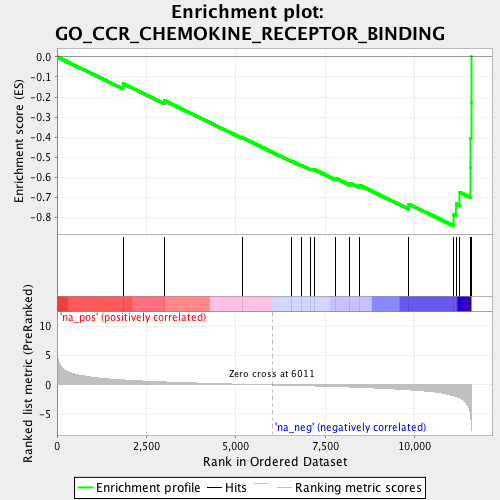 Enrichment plot:
GO_CCR_CHEMOKINE_RECEPTOR_BINDING
Enrichment score (ES)
0.0
-0.1
-0.2
-0.3
-0.4
-0.5
-0.6
-0.7
-0.8
'na_pos' (positively correlated)
Ranked list metric (PreRanked)
10
5
0
-5
Zero cross at 6011
'na_neg' (negatively correlated)
0
2,500
5,000
7,500
10,000
Rank in Ordered Dataset
Enrichment profile
Hits
Ranking metric scores